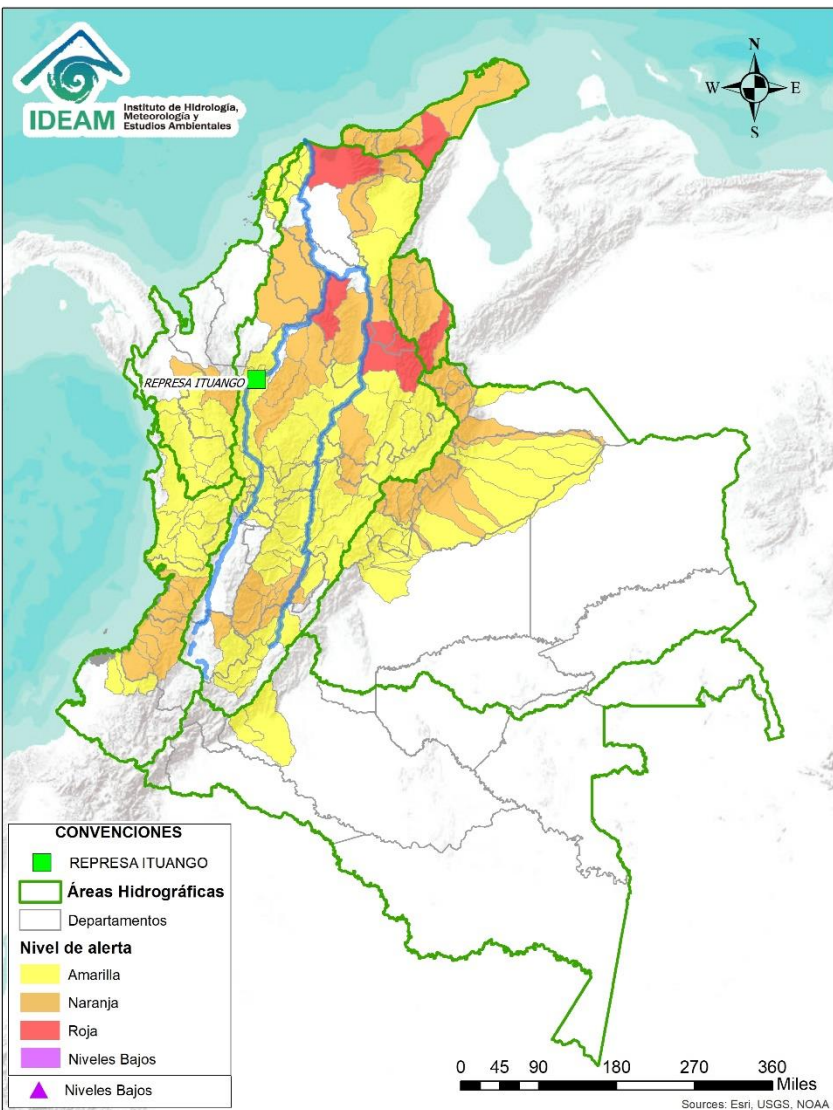 IDEAM
Instituto de Hidrología,
Meteorología y
Estudios Ambientales
N
W
E
S
REPRESA ITUANGO
CONVENCIONES
REPRESA ITUANGO
Áreas Hidrográficas
Departamentos
Nivel de alerta
Amarilla
Naranja
Roja
Niveles Bajos
Niveles Bajos
0 45 90 180 270 360
Miles
Sources: Esri, USGS, NOAA